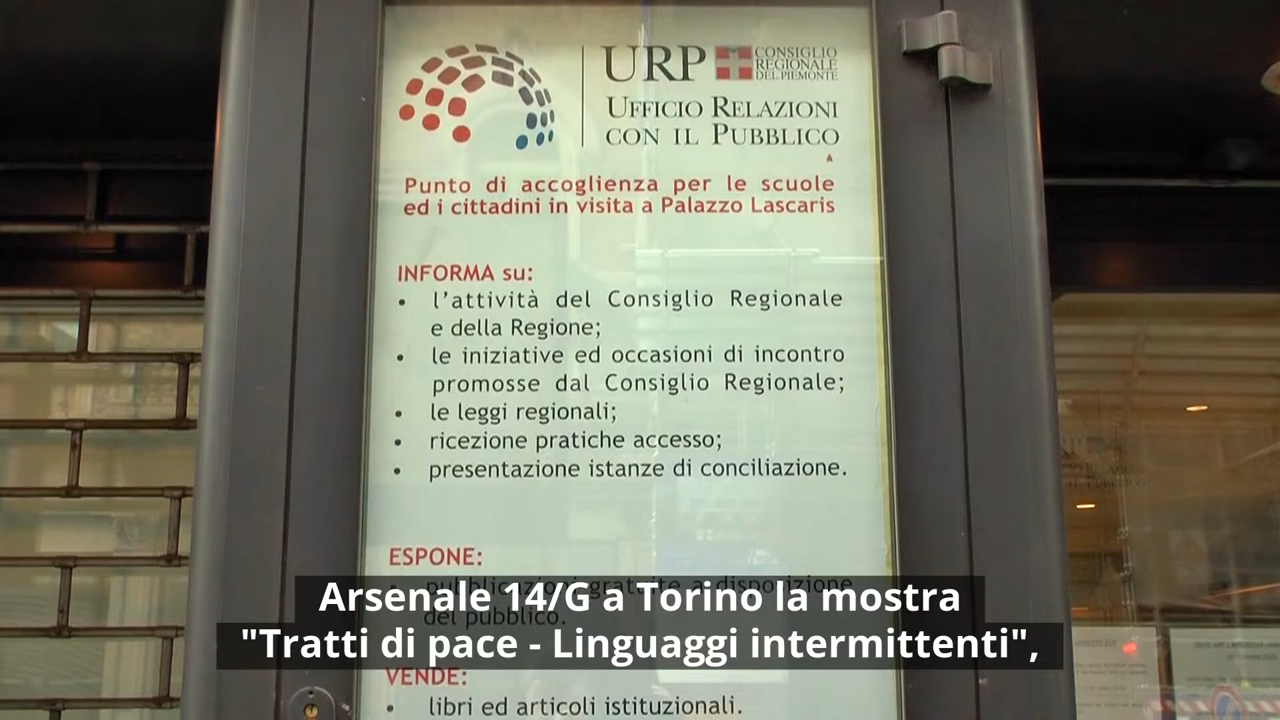 URP
CONSIGLIO
REGIONALE
DEL PIEMONTE
UFFICIO RELAZIONI
CON IL PUBBLICO
Punto di accoglienza per le scuole
ed i cittadini in visita a Palazzo Lascaris
INFORMA su:
• l'attività del Consiglio Regionale
e della Regione;
• le iniziative ed occasioni di incontro
promosse dal Consiglio Regionale;
• le leggi regionali;
• ricezione pratiche accesso;
• presentazione istanze di conciliazione.
ESPONE:
• pubblicazioni gratuite a disposizione
del pubblico.
Arsenale 14/G a Torino la mostra
"Tratti di pace - Linguaggi intermittenti",
VENDE:
• libri ed articoli istituzionali.